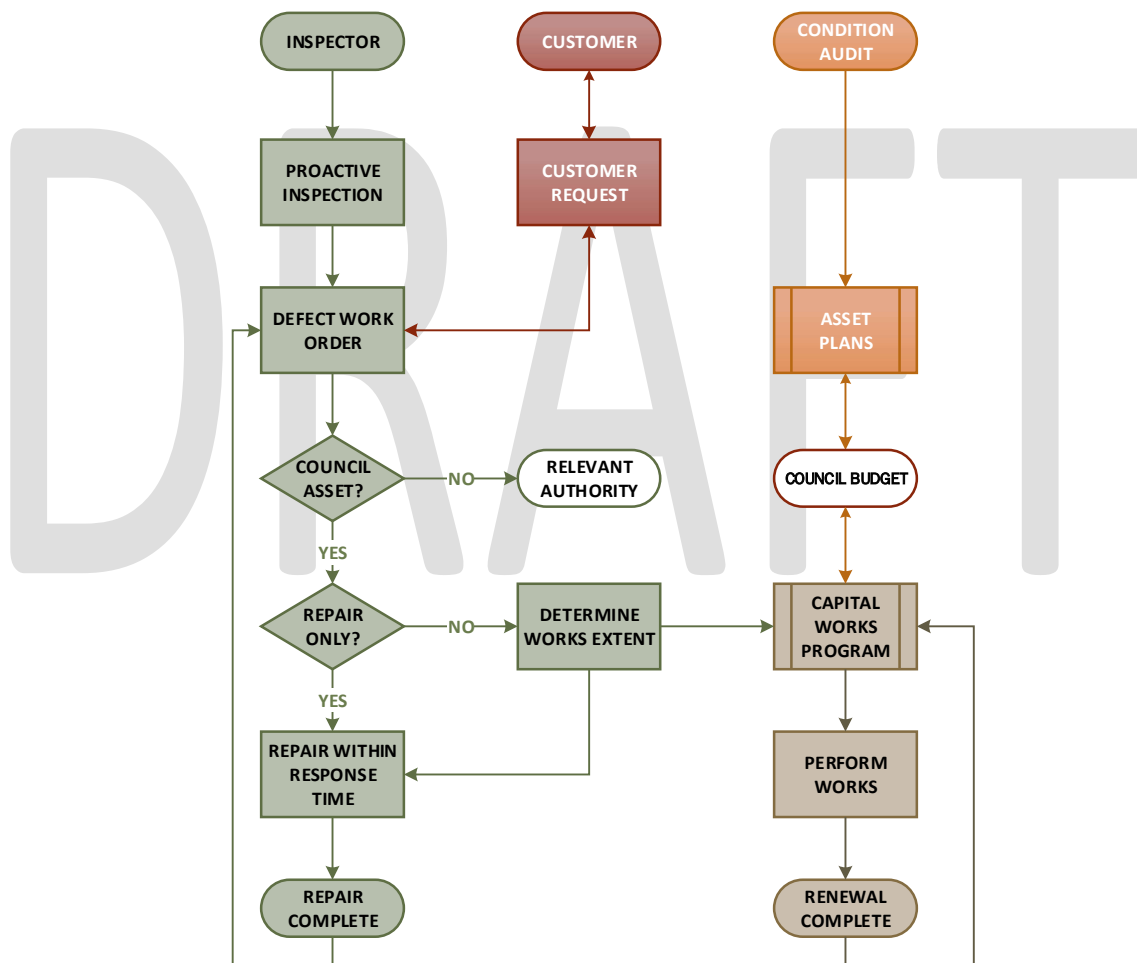 INSPECTOR
CUSTOMER
CONDITION
AUDIT
PROACTIVE
INSPECTION
CUSTOMER
REQUEST
DEFECT WORK
ORDER
ASSET
PLANS
COUNCIL
ASSET?
NO
RELEVANT
AUTHORITY
COUNCIL BUDGET
YES
REPAIR
ONLY?
NO
DETERMINE
WORKS EXTENT
CAPITAL
WORKS
PROGRAM
YES
REPAIR WITHIN
RESPONSE
TIME
PERFORM
WORKS
REPAIR
COMPLETE
RENEWAL
COMPLETE
DRAFT